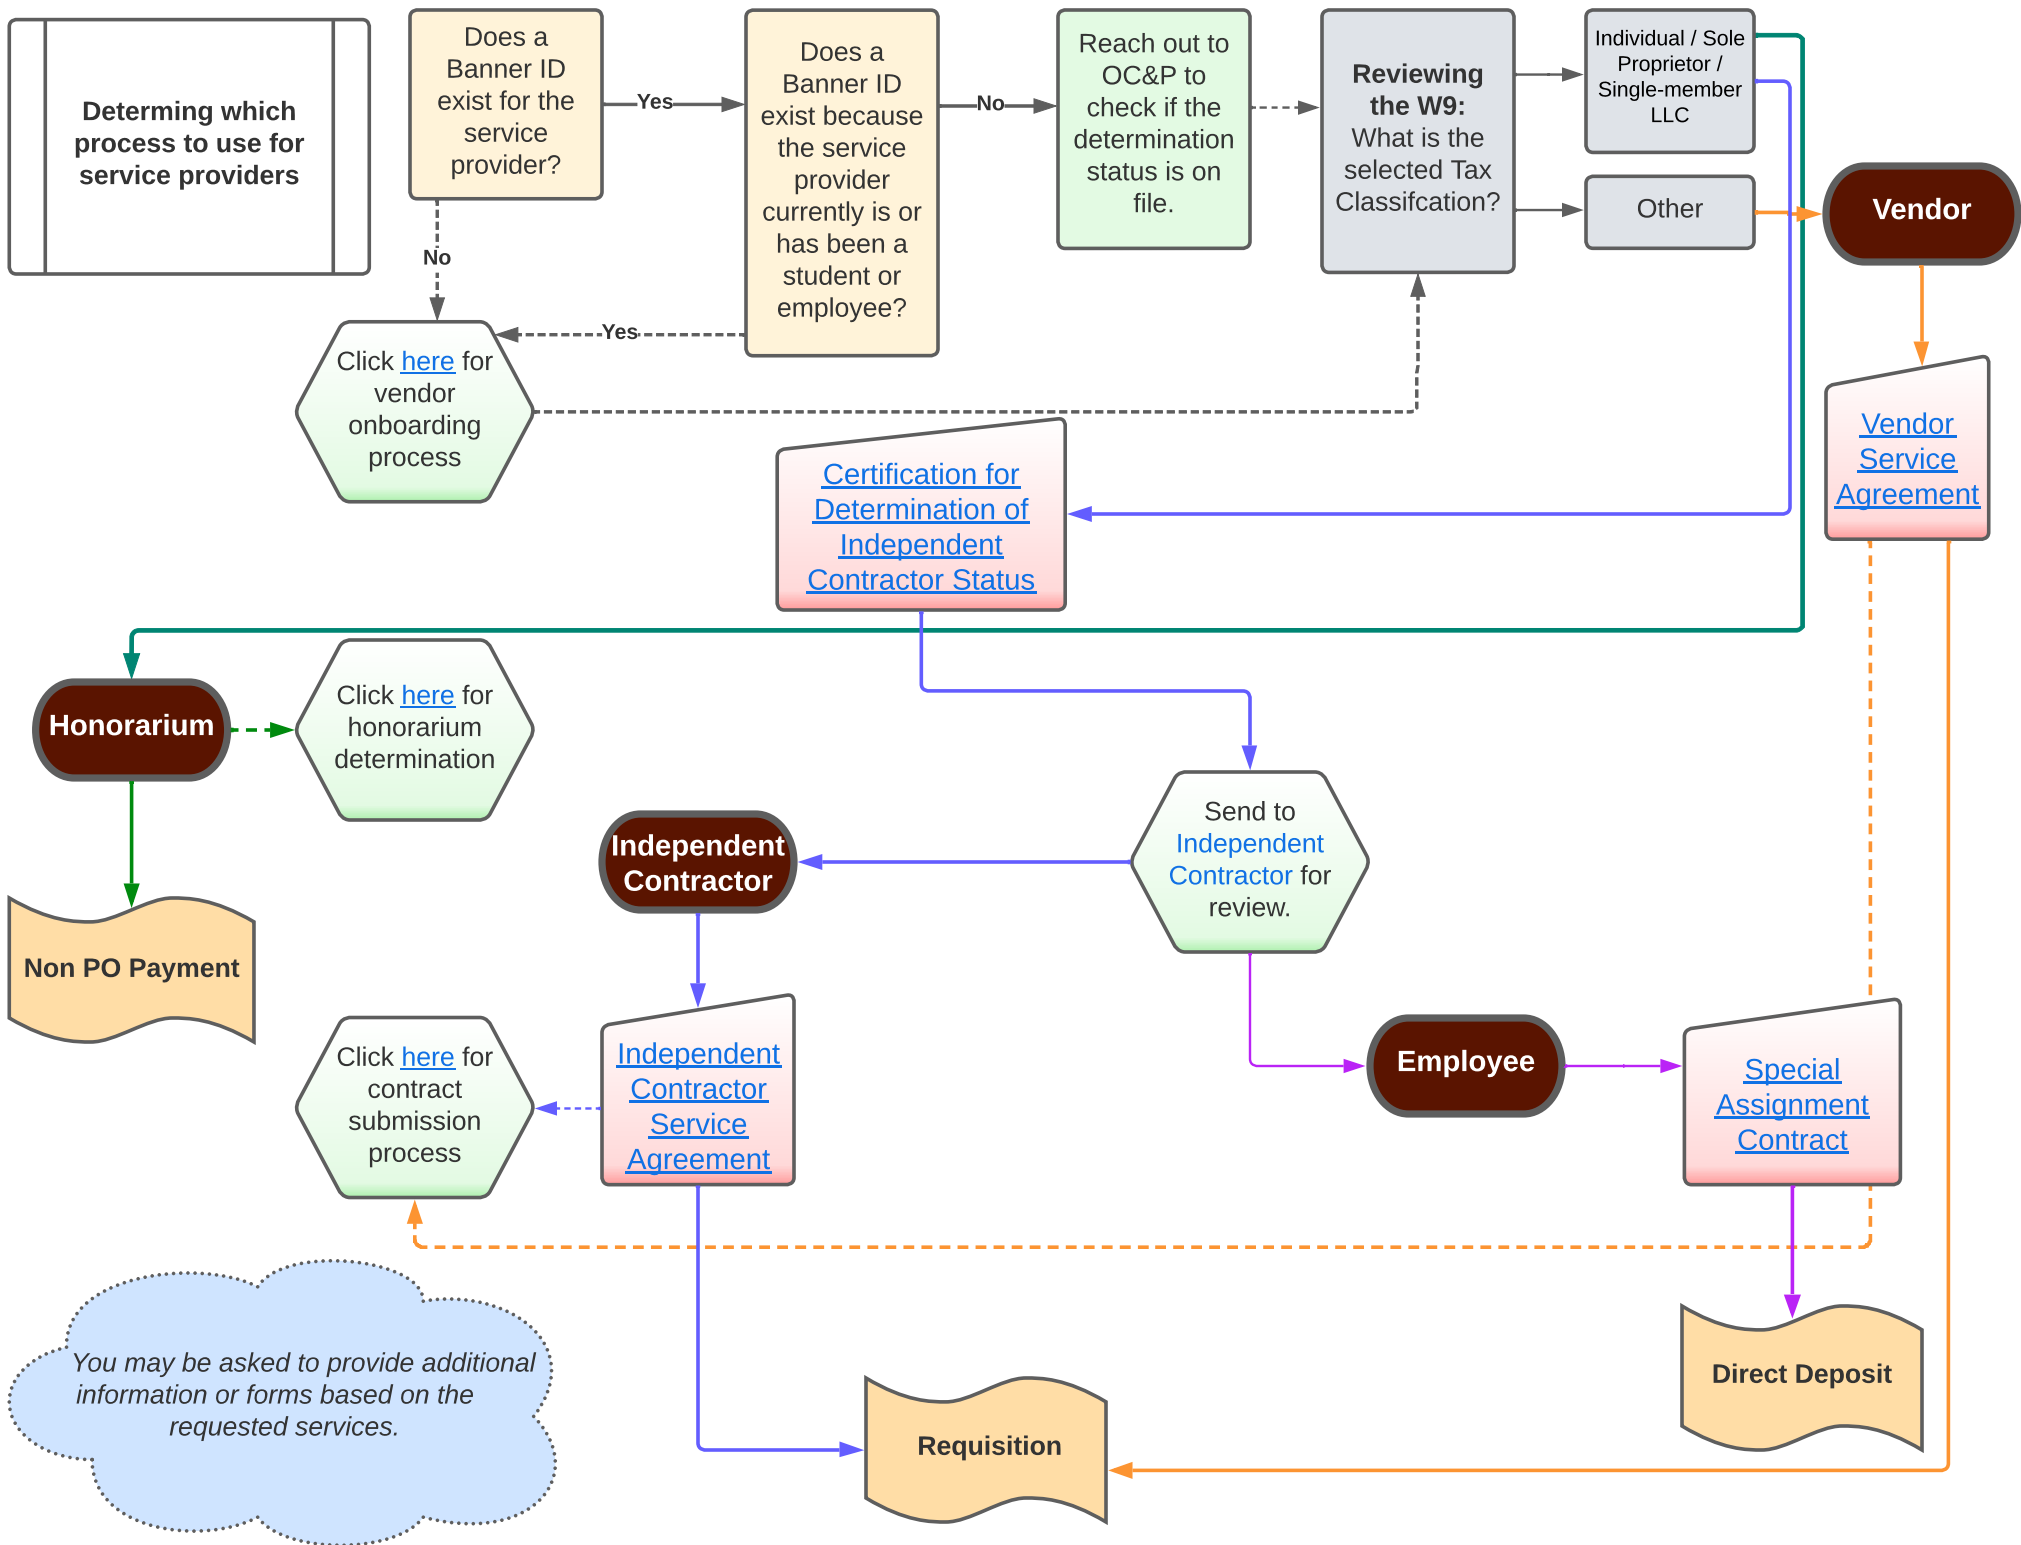 Determing which
process to use for
service providers
Does a
Banner ID
exist for the
service
provider?
Yes
Does a
Banner ID
exist because
the service
provider
currently is or
has been a
student or
employee?
No
Reach out to
OC&P to
check if the
determination
status is on
file.
Reviewing
the W9:
What is the
selected Tax
Classifcation?
Individual / Sole
Proprietor /
Single-member
LLC
Other
Vendor
No
Yes
Click here for
vendor
onboarding
process
Vendor
Service
Agreement
Certification for
Determination of
Independent
Contractor Status
Honorarium
Click here for
honorarium
determination
Send to
Independent
Contractor for
review.
Independent
Contractor
Non PO Payment
Click here for
contract
submission
process
Independent
Contractor
Service
Agreement
Employee
Special
Assignment
Contract
You may be asked to provide additional
information or forms based on the
requested services.
Requisition
Direct Deposit